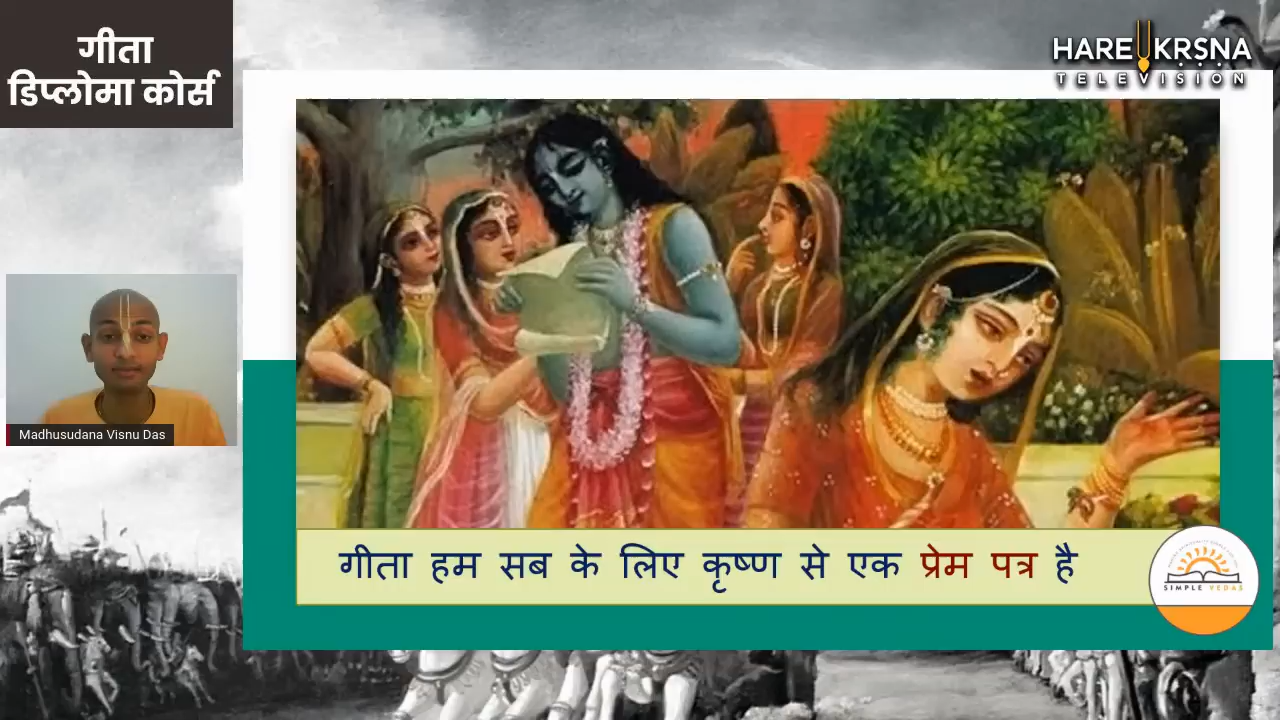 गीता
डिप्लोमा कोर्स
HARE KRSNA
TELEVISION
Madhusudana Visnu Das
गीता हम सब के लिए कृष्ण से एक प्रेम पत्र है
SIMPLE VEDAS